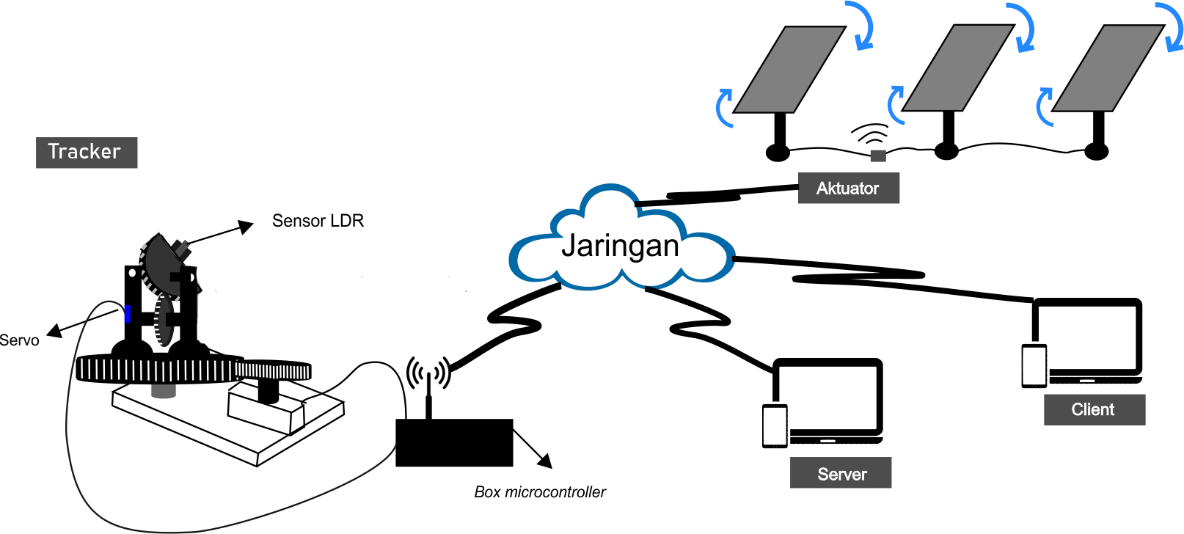 Tracker
Aktuator
Sensor LDR
Jaringan
Servo
Client
Server
Box microcontroller